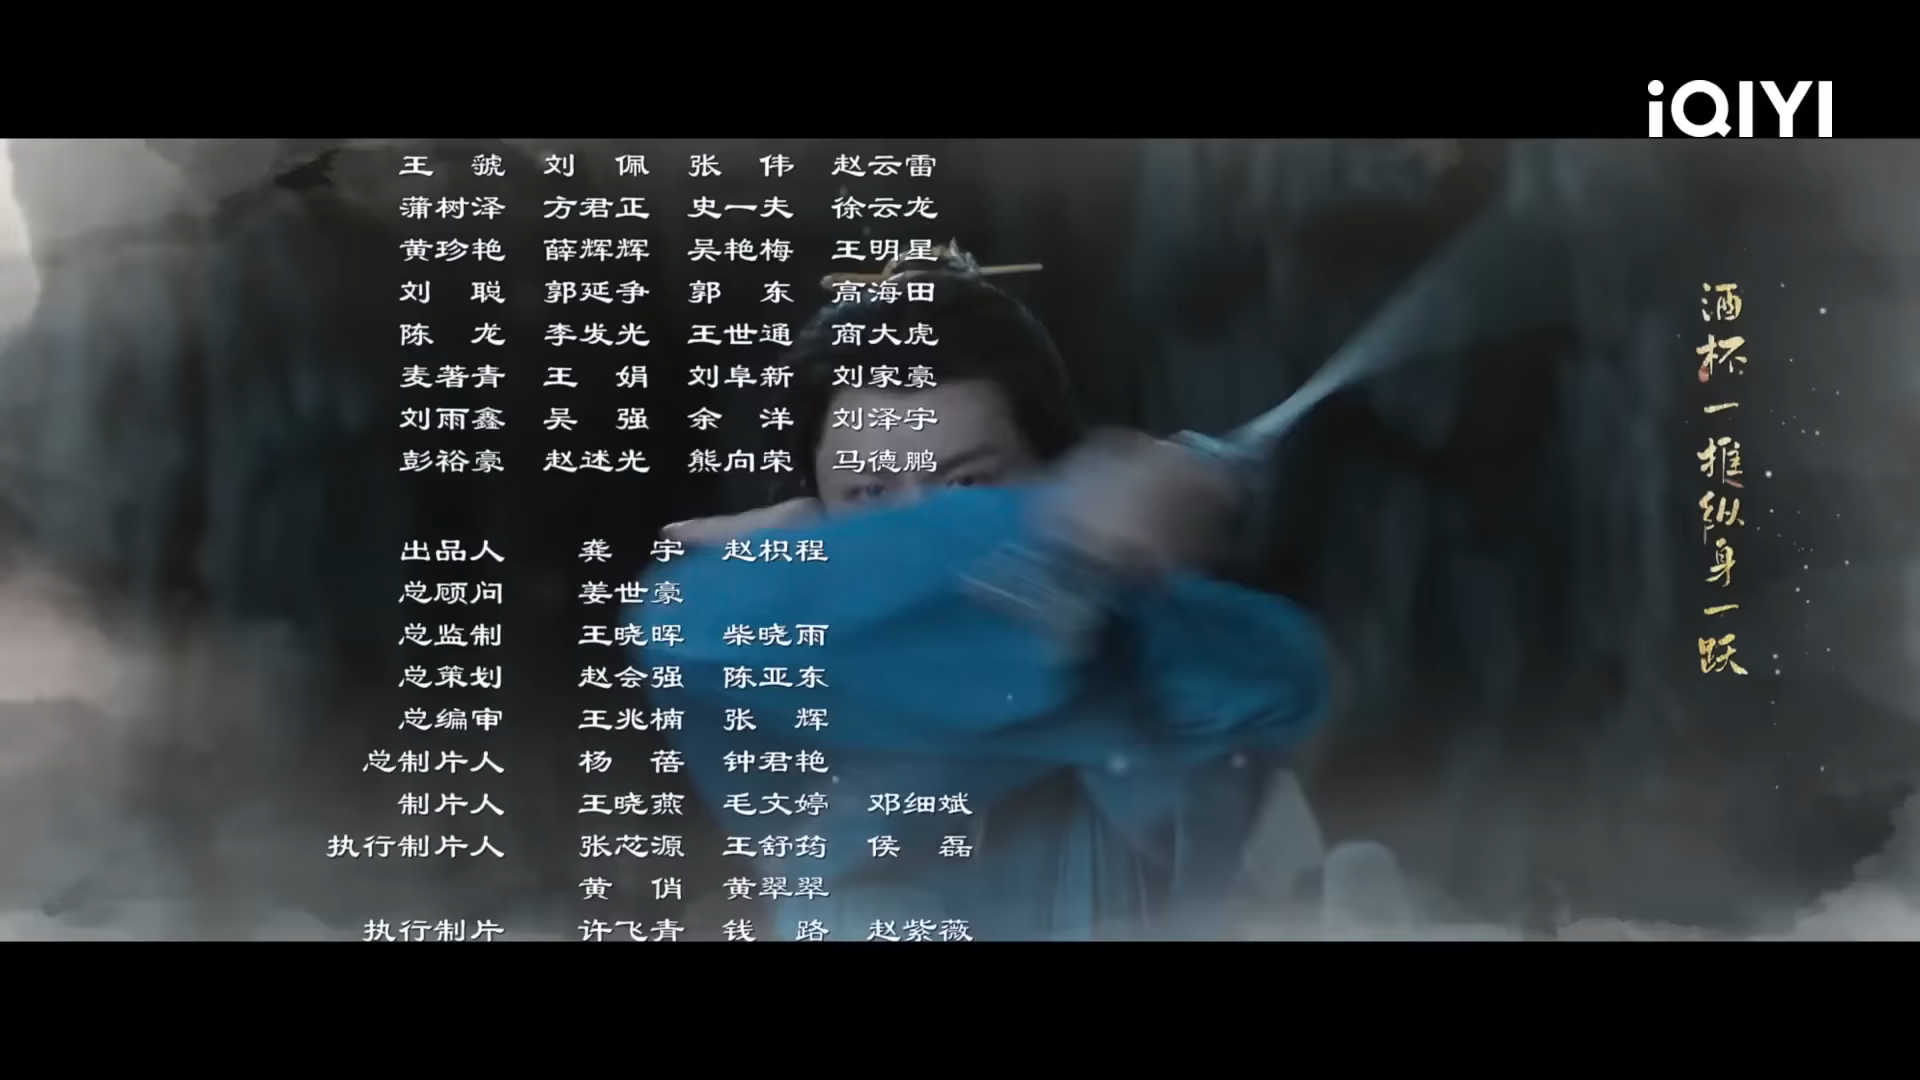 iQIYI
王 虢 刘 佩 张 伟 赵云雷
蒲树泽 方君正 史一夫 徐云龙
黄珍艳 薛辉辉 吴艳梅 王明星
刘 聪 郭延争 郭 东 高海田
陈 龙 李发光 王世通 商大虎
麦著青 王 娟 刘阜新 刘家豪
刘雨鑫 吴 强 余 洋 刘泽宇
彭裕豪 赵述光 熊向荣 马德鹏
出品人 龚 宇 赵枳程
总顾问 姜世豪
总监制 王晓晖 柴晓雨
总策划 赵会强 陈亚东
总编审 王兆楠 张 辉
总制片人 杨 蓓 钟君艳
制片人 王晓燕 毛文婷 邓细斌
执行制片人 张芯源 王舒筠 侯 磊
黄 俏 黄翠翠
执行制片 许飞青 钱 路 赵紫薇
酒杯一推纵身一跃